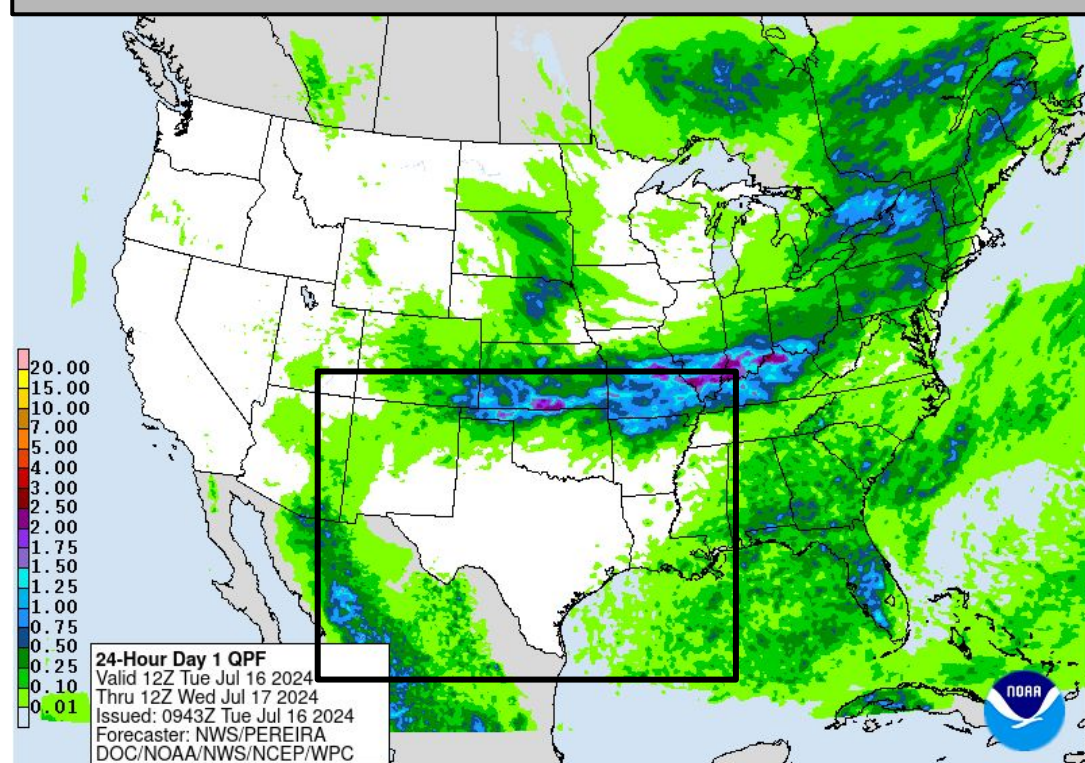 20.00
15.00
10.00
7.00
5.00
4.00
3.00
2.50
2.00
1.75
1.50
1.25
1.00
0.75
0.50
0.25
0.10
0.01
24-Hour Day 1 QPF
Valid 12Z Tue Jul 16 2024
Thru 12Z Wed Jul 17 2024
Issued: 0943Z Tue Jul 16 2024
Forecaster: NWS/PEREIRA
DOC/NOAA/NWS/NCEP/WPC
NOAA